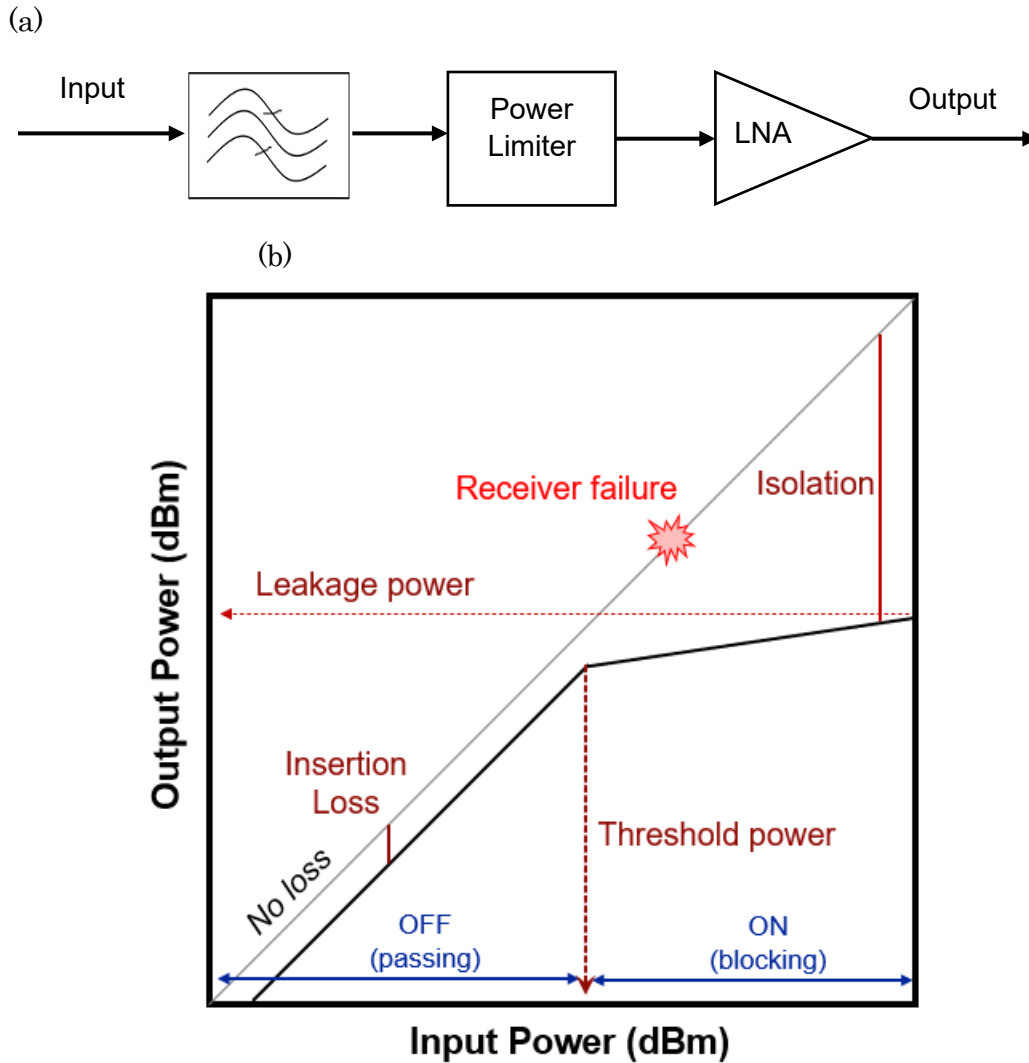 (a)
Input
Power
Limiter
LNA
Output
(b)
Output Power (dBm)
Receiver failure
Isolation
Leakage power
Insertion
Loss
No loss
Threshold power
OFF
(passing)
ON
(blocking)
Input Power (dBm)